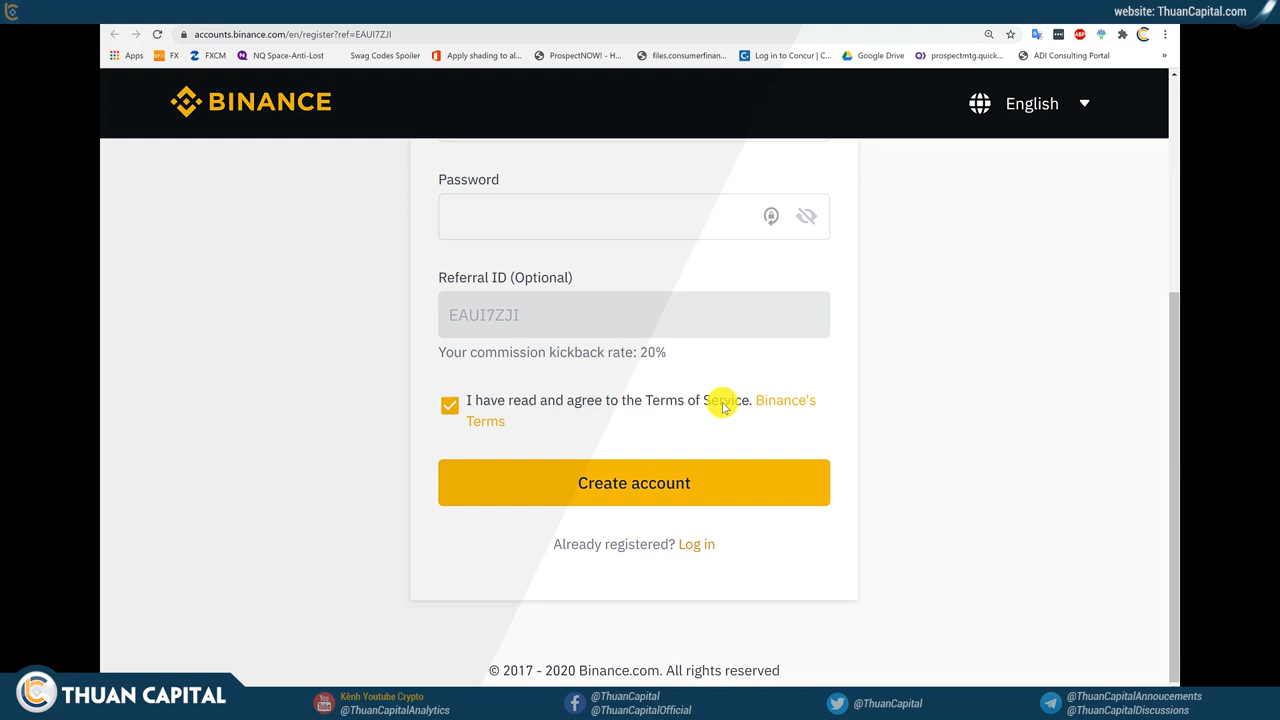 website: ThuanCapital.com
accounts.binance.com/en/register?ref=EAUI7ZJI
ABP
Apps FX FXCM NQ Space-Anti-Lost Swag Codes Spoiler Apply shading to al... ProspectNOW! - H... files.consumerfinan... Log in to Concur | C... Google Drive prospectmtg.quick... ADI Consulting Portal »
BINANCE
English
Password
Referral ID (Optional)
EAUI7ZJI
Your commission kickback rate: 20%
I have read and agree to the Terms of Service. Binance's
Terms
Create account
Already registered? Log in
© 2017 - 2020 Binance.com. All rights reserved
THUAN CAPITAL
Kênh Youtube Crypto
@ThuanCapitalAnalytics
@ThuanCapital
@ThuanCapitalOfficial
@ThuanCapital
@ThuanCapitalAnnoucements
@ThuanCapitalDiscussions